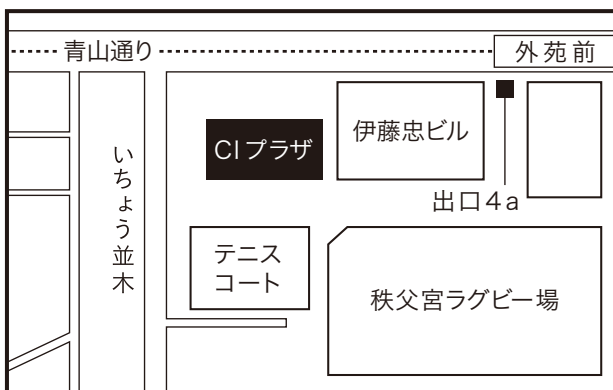 青山通り
外苑前
伊藤忠ビル
CIプラザ
い
ち
ょ
う
並
木
出口4a
テニス
コート
秩父宮ラグビー場